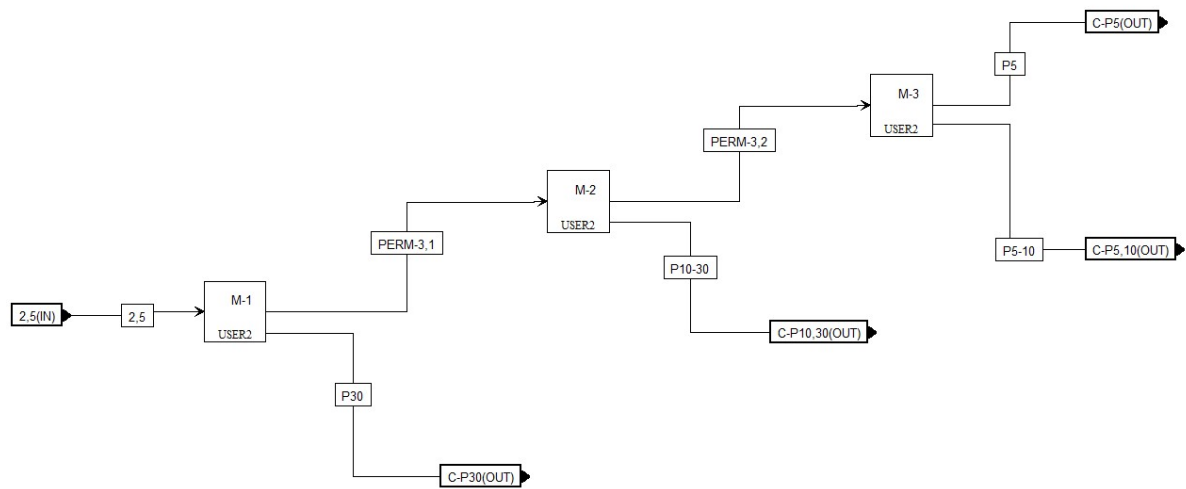 C-P5(OUT)
P5
M-3
USER2
PERM-3,2
M-2
USER2
PERM-3,1
P5-10
C-P5,10(OUT)
P10-30
M-1
USER2
2,5(IN)
2,5
C-P10,30(OUT)
P30
C-P30(OUT)